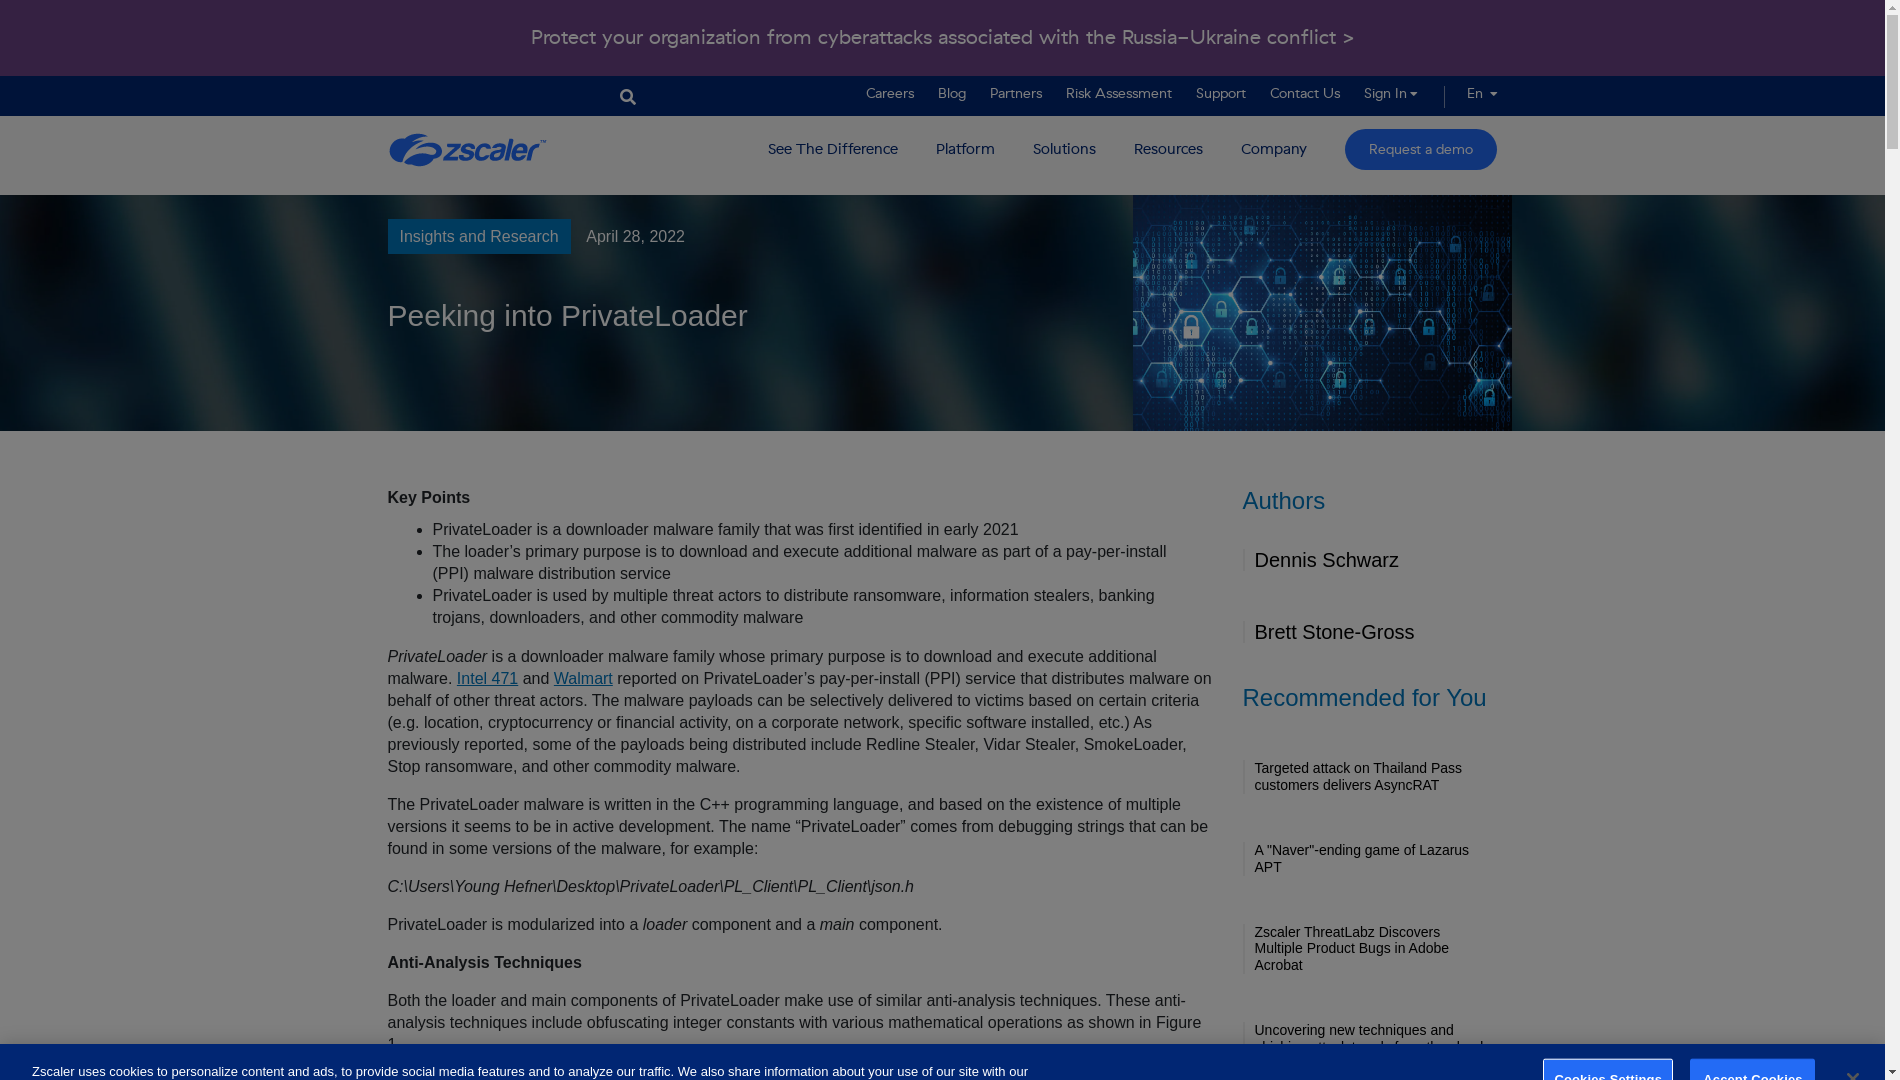 Protect your organization from cyberattacks associated with the Russia-Ukraine conflict >
Careers Blog Partners Risk Assessment Support Contact Us Sign In En
zscaler™ See The Difference Platform Solutions Resources Company Request a demo
Insights and Research April 28, 2022
Peeking into PrivateLoader
Key Points
• PrivateLoader is a downloader malware family that was first identified in early 2021
• The loader’s primary purpose is to download and execute additional malware as part of a pay-per-install
(PPI) malware distribution service
• PrivateLoader is used by multiple threat actors to distribute ransomware, information stealers, banking
trojans, downloaders, and other commodity malware
PrivateLoader is a downloader malware family whose primary purpose is to download and execute additional
malware. Intel 471 and Walmart reported on PrivateLoader’s pay-per-install (PPI) service that distributes malware on
behalf of other threat actors. The malware payloads can be selectively delivered to victims based on certain criteria
(e.g. location, cryptocurrency or financial activity, on a corporate network, specific software installed, etc.) As
previously reported, some of the payloads being distributed include Redline Stealer, Vidar Stealer, SmokeLoader,
Stop ransomware, and other commodity malware.
The PrivateLoader malware is written in the C++ programming language, and based on the existence of multiple
versions it seems to be in active development. The name “PrivateLoader” comes from debugging strings that can be
found in some versions of the malware, for example:
C:\Users\Young Hefner\Desktop\PrivateLoader\PL_Client\PL_Client\json.h
PrivateLoader is modularized into a loader component and a main component.
Anti-Analysis Techniques
Both the loader and main components of PrivateLoader make use of similar anti-analysis techniques. These anti-
analysis techniques include obfuscating integer constants with various mathematical operations as shown in Figure
Authors
Dennis Schwarz
Brett Stone-Gross
Recommended for You
Targeted attack on Thailand Pass
customers delivers AsyncRAT
A "Naver"-ending game of Lazarus
APT
Zscaler ThreatLabz Discovers
Multiple Product Bugs in Adobe
Acrobat
Uncovering new techniques and
Zscaler uses cookies to personalize content and ads, to provide social media features and to analyze our traffic. We also share information about your use of our site with our
Cookies Settings Accept Cookies